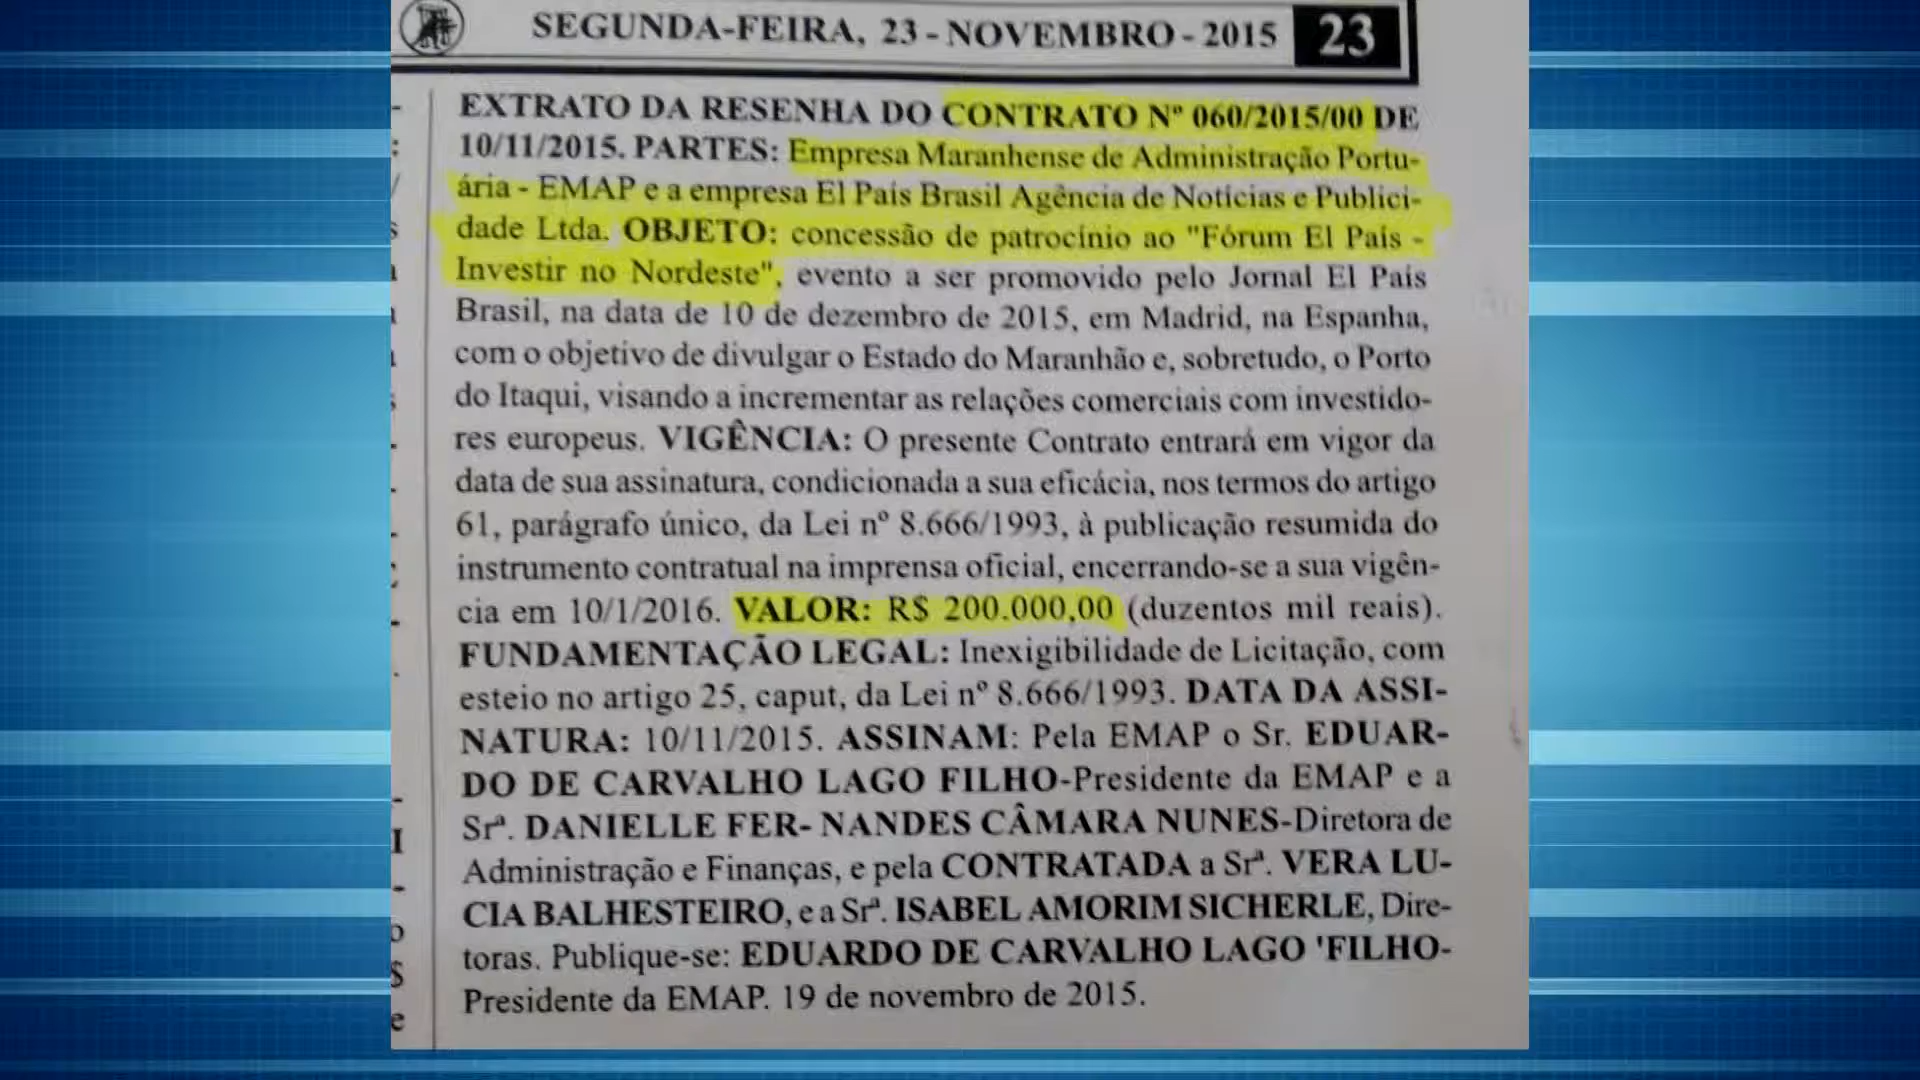 SEGUNDA-FEIRA, 23 - NOVEMBRO - 2015 23
EXTRATO DA RESENHA DO CONTRATO Nº 060/2015/00 DE
10/11/2015. PARTES: Empresa Maranhense de Administração Portu-
ária - EMAP e a empresa El País Brasil Agência de Notícias e Publici-
dade Ltda. OBJETO: concessão de patrocínio ao "Fórum El País -
Investir no Nordeste", evento a ser promovido pelo Jornal El País
Brasil, na data de 10 de dezembro de 2015, em Madrid, na Espanha,
com o objetivo de divulgar o Estado do Maranhão e, sobretudo, o Porto
do Itaqui, visando a incrementar as relações comerciais com investido-
res europeus. VIGÊNCIA: O presente Contrato entrará em vigor da
data de sua assinatura, condicionada a sua eficácia, nos termos do artigo
61, parágrafo único, da Lei nº 8.666/1993, à publicação resumida do
instrumento contratual na imprensa oficial, encerrando-se a sua vigên-
cia em 10/1/2016. VALOR: R$ 200.000,00 (duzentos mil reais).
FUNDAMENTAÇÃO LEGAL: Inexigibilidade de Licitação, com
esteio no artigo 25, caput, da Lei nº 8.666/1993. DATA DA ASSI-
NATURA: 10/11/2015. ASSINAM: Pela EMAP o Sr. EDUAR-
DO DE CARVALHO LAGO FILHO-Presidente da EMAP e a
Srª. DANIELLE FER- NANDES CÂMARA NUNES-Diretora de
Administração e Finanças, e pela CONTRATADA a Srª. VERA LU-
CIA BALHESTEIRO, e a Srª. ISABEL AMORIM SICHERLE, Dire-
toras. Publique-se: EDUARDO DE CARVALHO LAGO 'FILHO-
Presidente da EMAP. 19 de novembro de 2015.